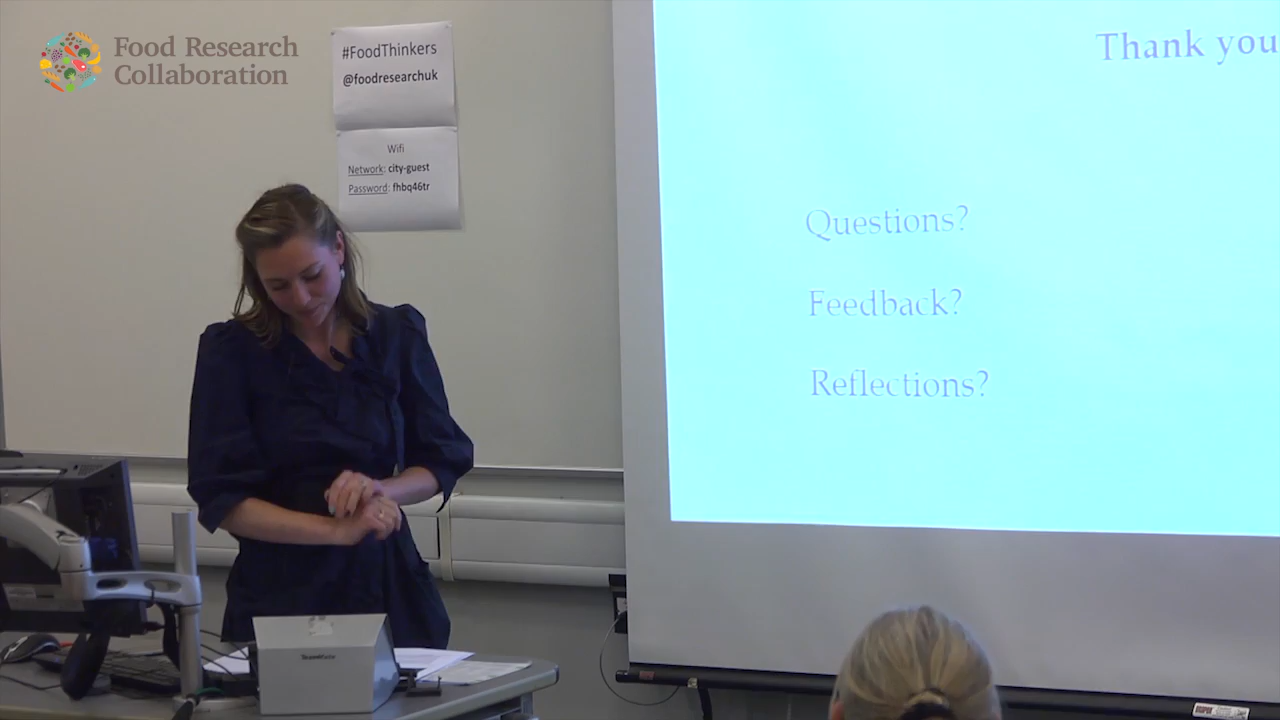 Food Research
Collaboration
#FoodThinkers
@foodresearchuk
Wifi
Network: city-guest
Password: fhbq46tr
Thank you
Questions?
Feedback?
Reflections?